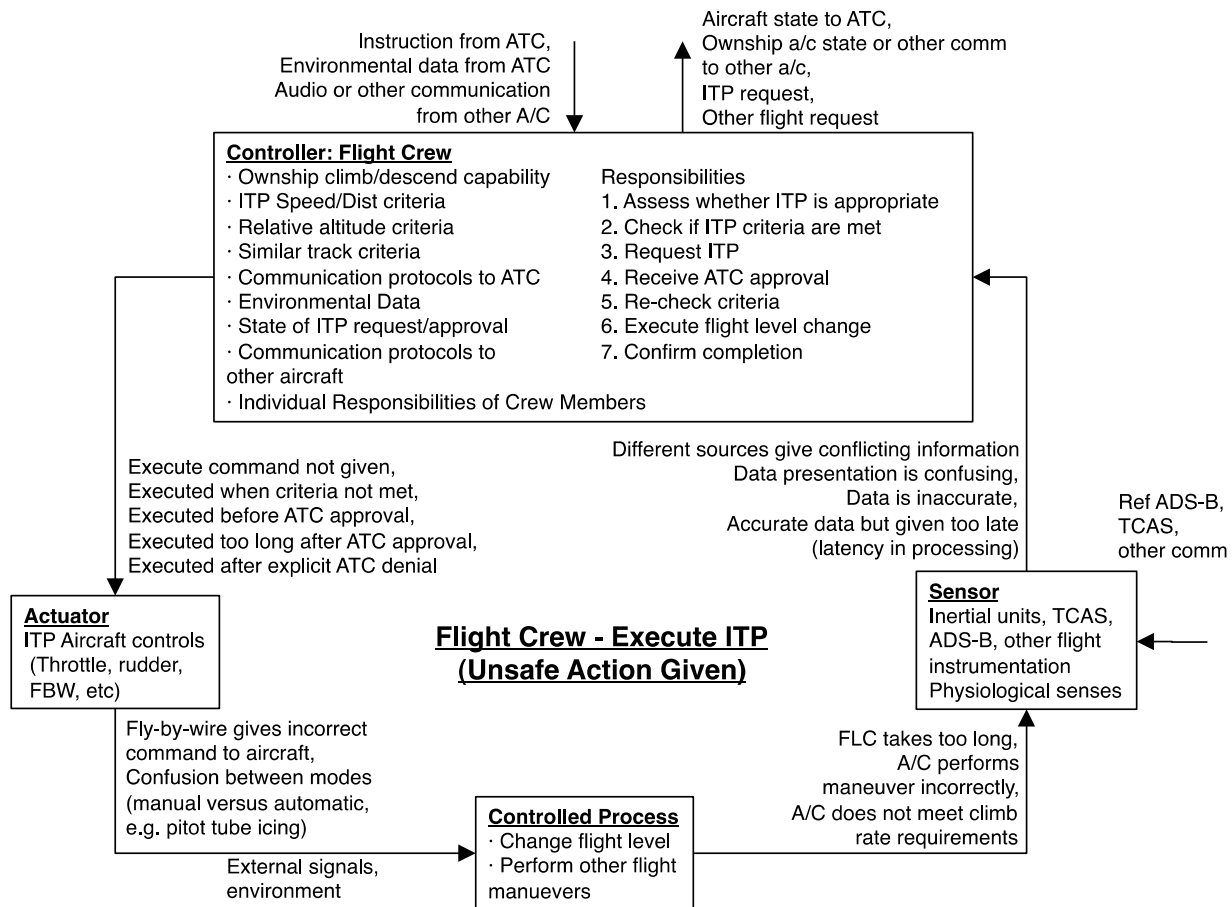 Instruction from ATC,
Environmental data from ATC
Audio or other communication
from other A/C
Aircraft state to ATC,
Ownship a/c state or other comm
to other a/c,
ITP request,
Other flight request
Controller: Flight Crew
· Ownship climb/descend capability
· ITP Speed/Dist criteria
· Relative altitude criteria
· Similar track criteria
· Communication protocols to ATC
· Environmental Data
· State of ITP request/approval
· Communication protocols to
other aircraft
· Individual Responsibilities of Crew Members
Responsibilities
1. Assess whether ITP is appropriate
2. Check if ITP criteria are met
3. Request ITP
4. Receive ATC approval
5. Re-check criteria
6. Execute flight level change
7. Confirm completion
Execute command not given,
Executed when criteria not met,
Executed before ATC approval,
Executed too long after ATC approval,
Executed after explicit ATC denial
Different sources give conflicting information
Data presentation is confusing,
Data is inaccurate,
Accurate data but given too late
(latency in processing)
Ref ADS-B,
TCAS,
other comm
Actuator
ITP Aircraft controls
(Throttle, rudder,
FBW, etc)
Flight Crew - Execute ITP
(Unsafe Action Given)
Sensor
Inertial units, TCAS,
ADS-B, other flight
instrumentation
Physiological senses
Fly-by-wire gives incorrect
command to aircraft,
Confusion between modes
(manual versus automatic,
e.g. pitot tube icing)
FLC takes too long,
A/C performs
maneuver incorrectly,
A/C does not meet climb
rate requirements
External signals,
environment
Controlled Process
· Change flight level
· Perform other flight
manuevers